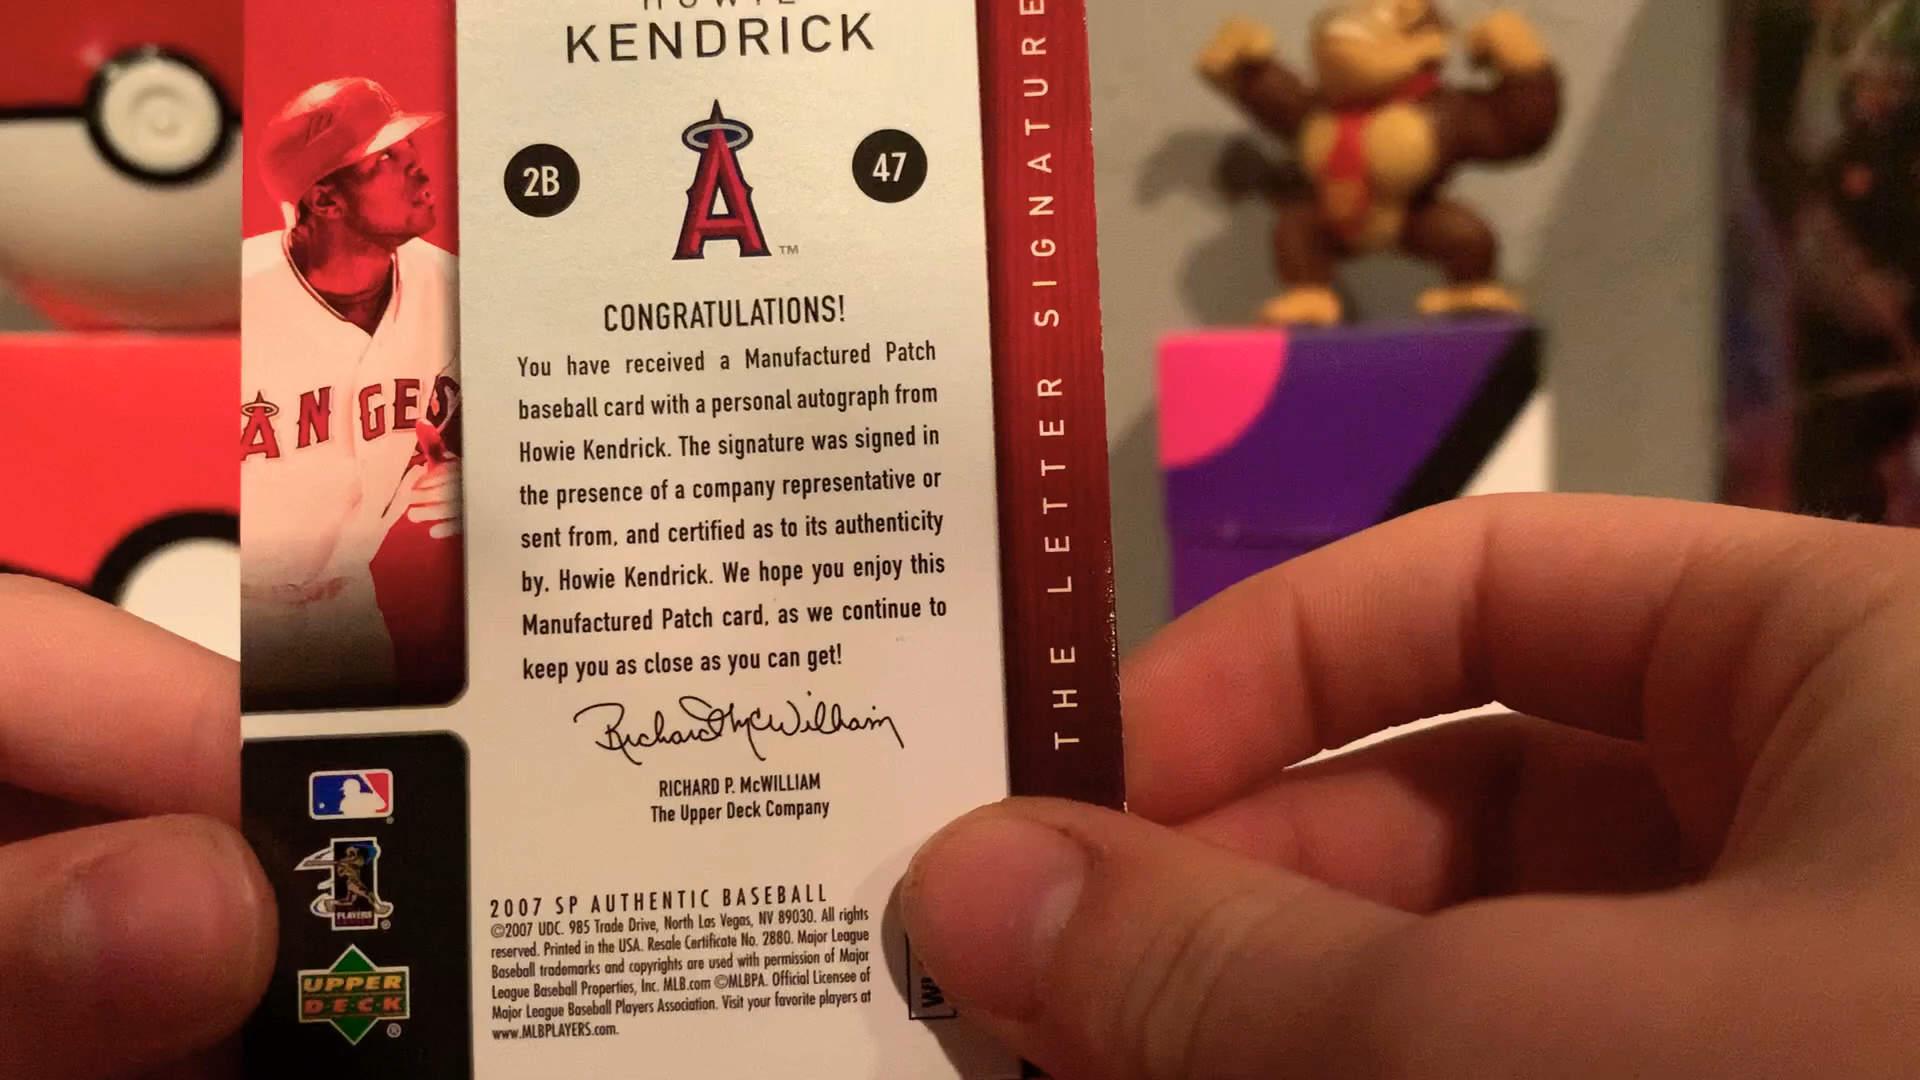 HOWIE
KENDRICK
2B
47
A
TM
CONGRATULATIONS!
You have received a Manufactured Patch
baseball card with a personal autograph from
Howie Kendrick. The signature was signed in
the presence of a company representative or
sent from, and certified as to its authenticity
by, Howie Kendrick. We hope you enjoy this
Manufactured Patch card, as we continue to
keep you as close as you can get!
Richard McWilliam
RICHARD P. McWILLIAM
The Upper Deck Company
2007 SP AUTHENTIC BASEBALL
©2007 UDC. 985 Trade Drive, North Las Vegas, NV 89030. All rights
reserved. Printed in the USA. Resale Certificate No. 2880. Major League
Baseball trademarks and copyrights are used with permission of Major
League Baseball Properties, Inc. MLB.com ©MLBPA. Official Licensee of
Major League Baseball Players Association. Visit your favorite players at
www.MLBPLAYERS.com.
THE LETTER SIGNATURE
ANGELS
PLAYERS
UPPER
DECK
®